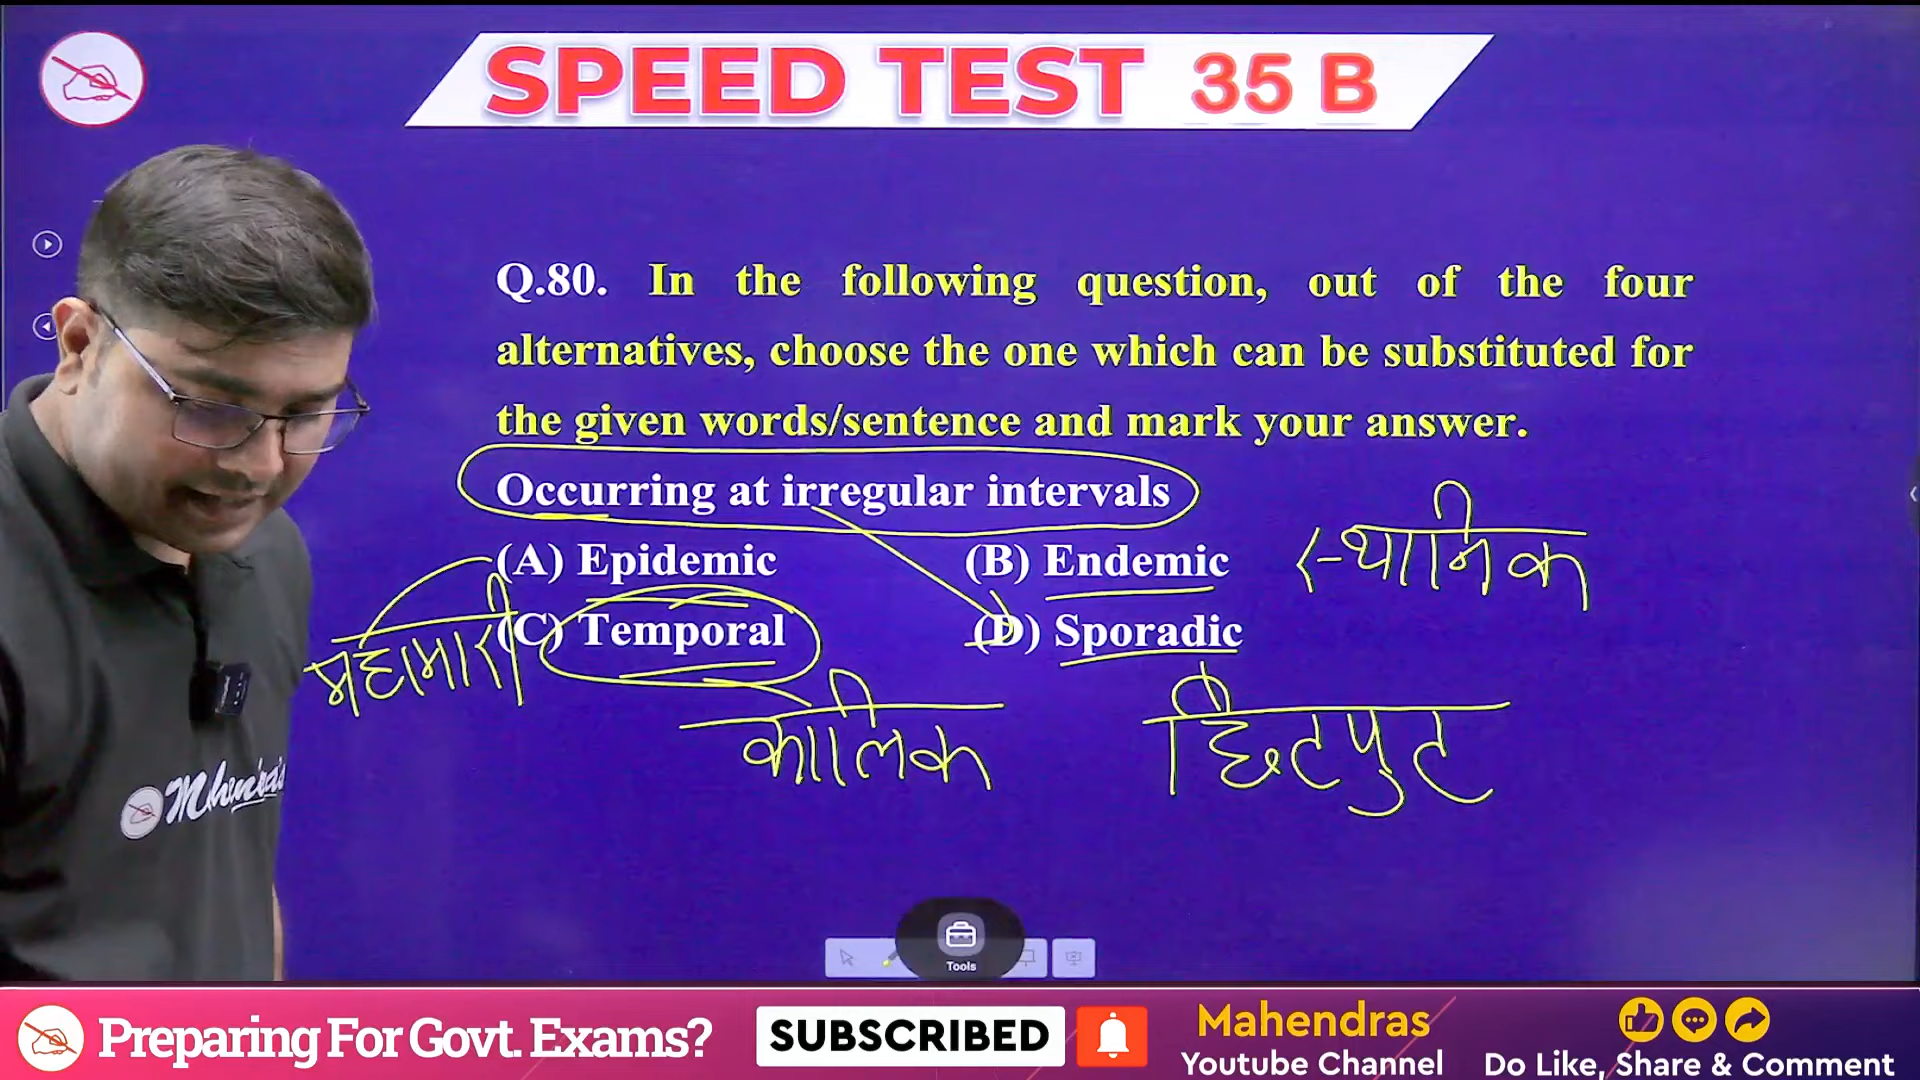 SPEED TEST 35 B
Q.80. In the following question, out of the four
alternatives, choose the one which can be substituted for
the given words/sentence and mark your answer.
Occurring at irregular intervals
(A) Epidemic (B) Endemic स्थानिक
(C) Temporal (D) Sporadic
महामारी
कालिक छिटपुट
Mahendra's
Tools
Preparing For Govt. Exams? SUBSCRIBED
Mahendras
Youtube Channel
Do Like, Share & Comment